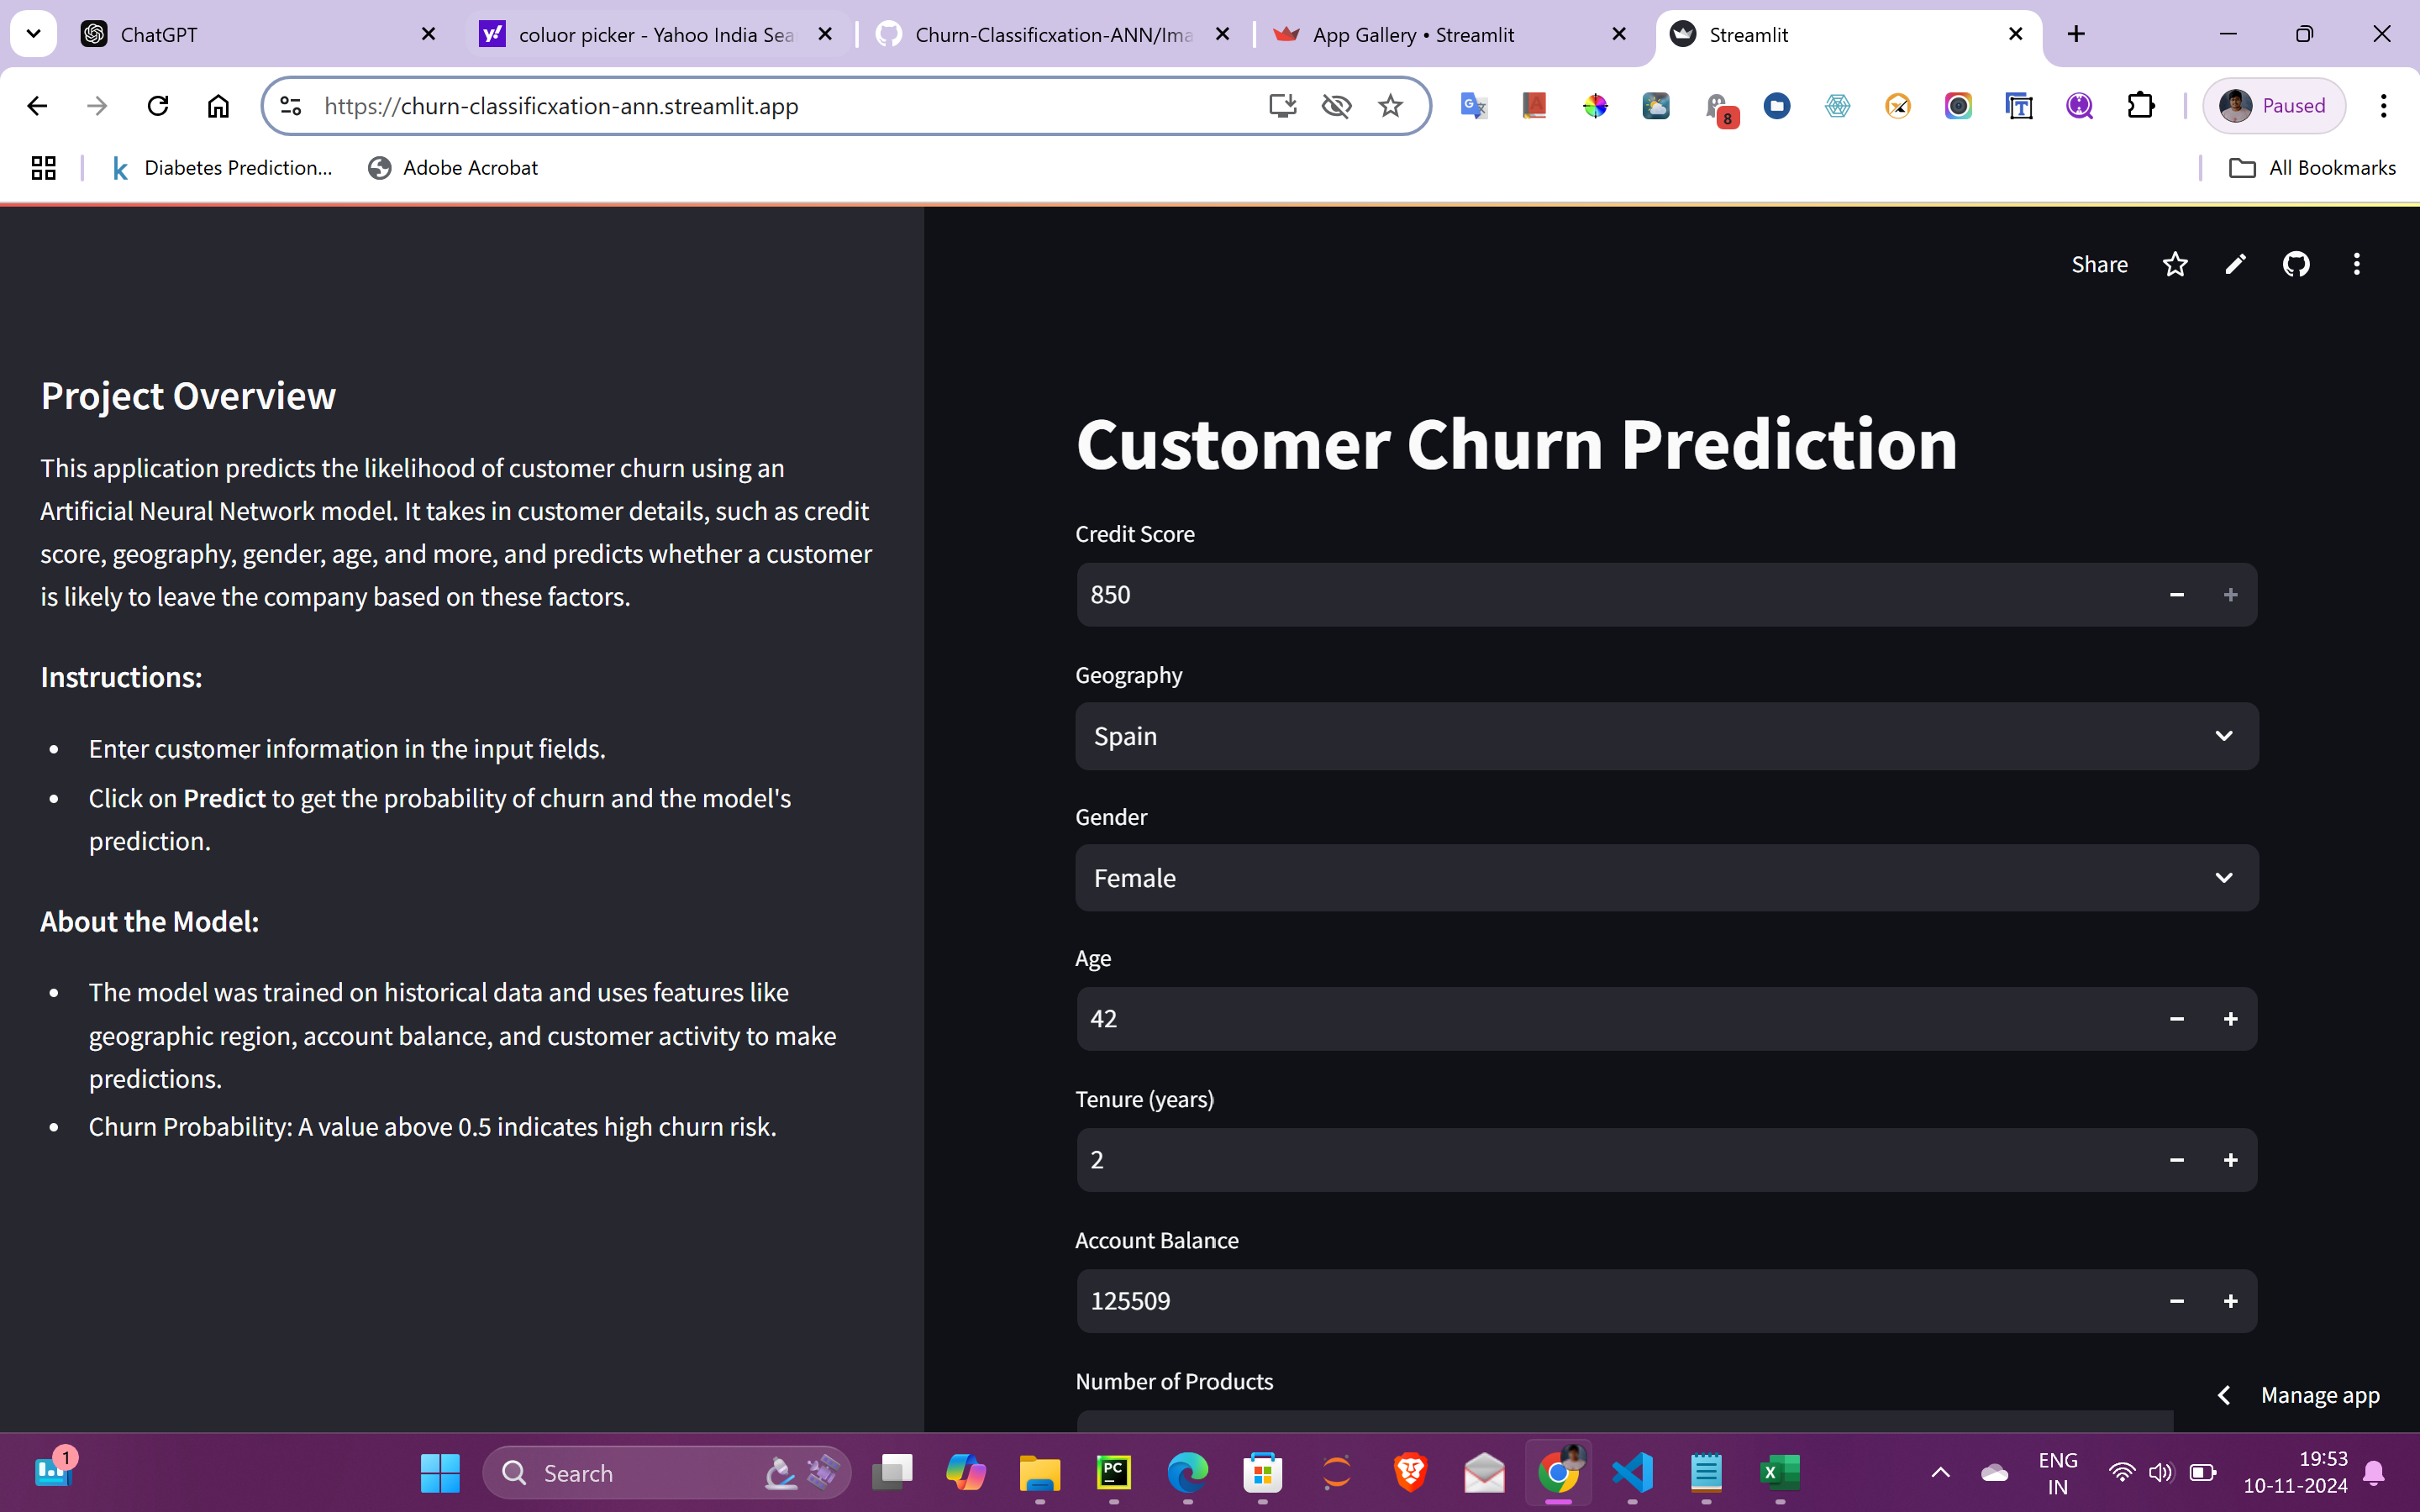 ChatGPT
coluor picker - Yahoo India Sea
Churn-Classificxation-ANN/Ima
App Gallery • Streamlit
Streamlit
https://churn-classificxation-ann.streamlit.app
8
Paused
Diabetes Prediction...
Adobe Acrobat
All Bookmarks
Share
Project Overview
This application predicts the likelihood of customer churn using an
Artificial Neural Network model. It takes in customer details, such as credit
score, geography, gender, age, and more, and predicts whether a customer
is likely to leave the company based on these factors.
Instructions:
• Enter customer information in the input fields.
• Click on Predict to get the probability of churn and the model's
prediction.
About the Model:
• The model was trained on historical data and uses features like
geographic region, account balance, and customer activity to make
predictions.
• Churn Probability: A value above 0.5 indicates high churn risk.
Customer Churn Prediction
Credit Score
850
Geography
Spain
Gender
Female
Age
42
Tenure (years)
2
Account Balance
125509
Number of Products
Manage app
1
Search
PC
ENG
IN
19:53
10-11-2024